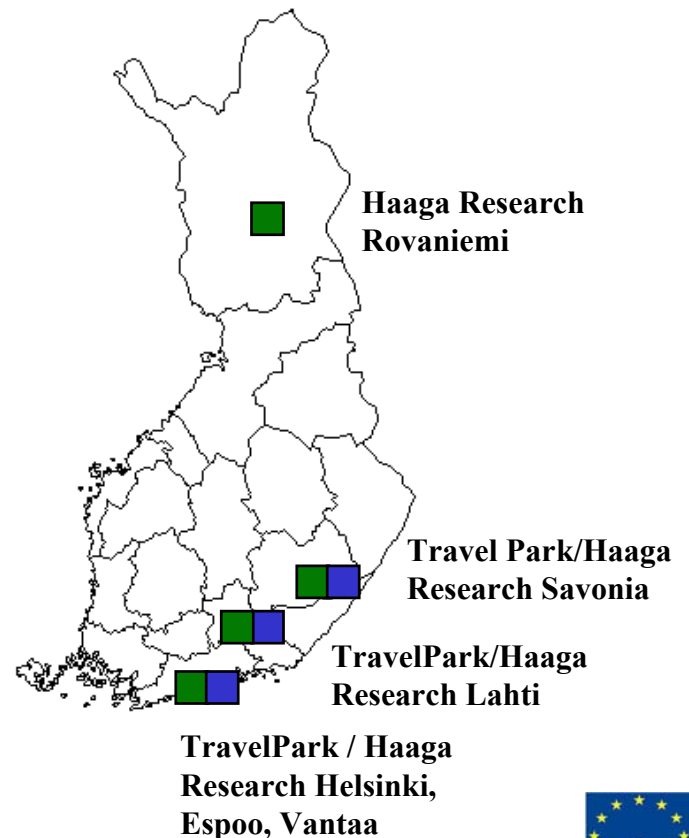 Haaga Research
Rovaniemi
Travel Park/Haaga
Research Savonia
TravelPark/Haaga
Research Lahti
TravelPark / Haaga
Research Helsinki,
Espoo, Vantaa